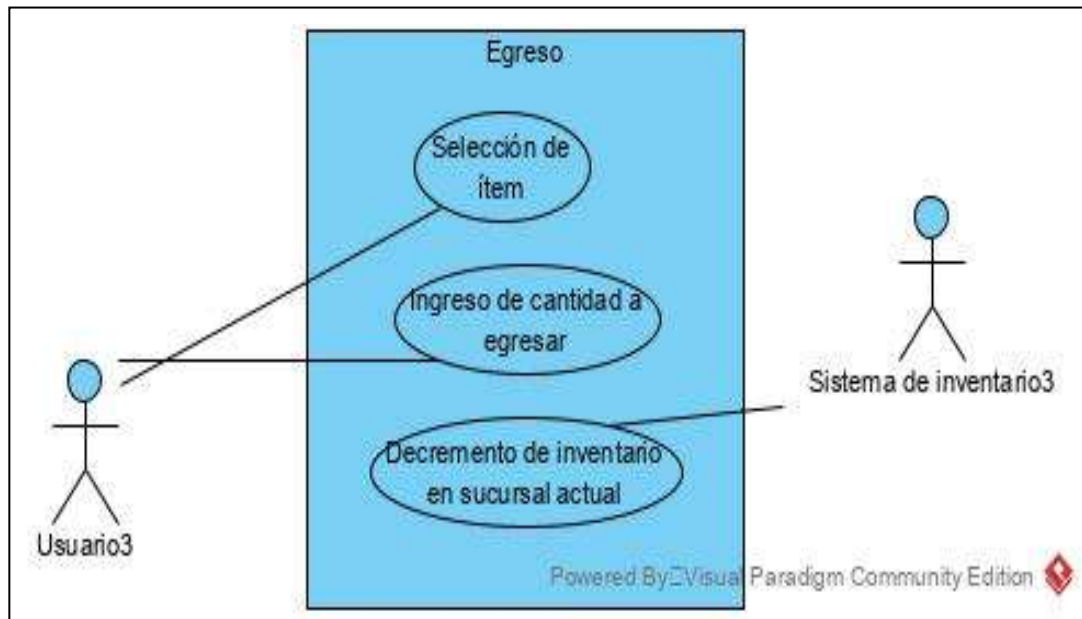 Egreso
Selección de
ítem
Ingreso de cantidad a
egresar
Sistema de inventario3
Decremento de inventario
en sucursal actual
Usuario3
Powered By Visual Paradigm Community Edition